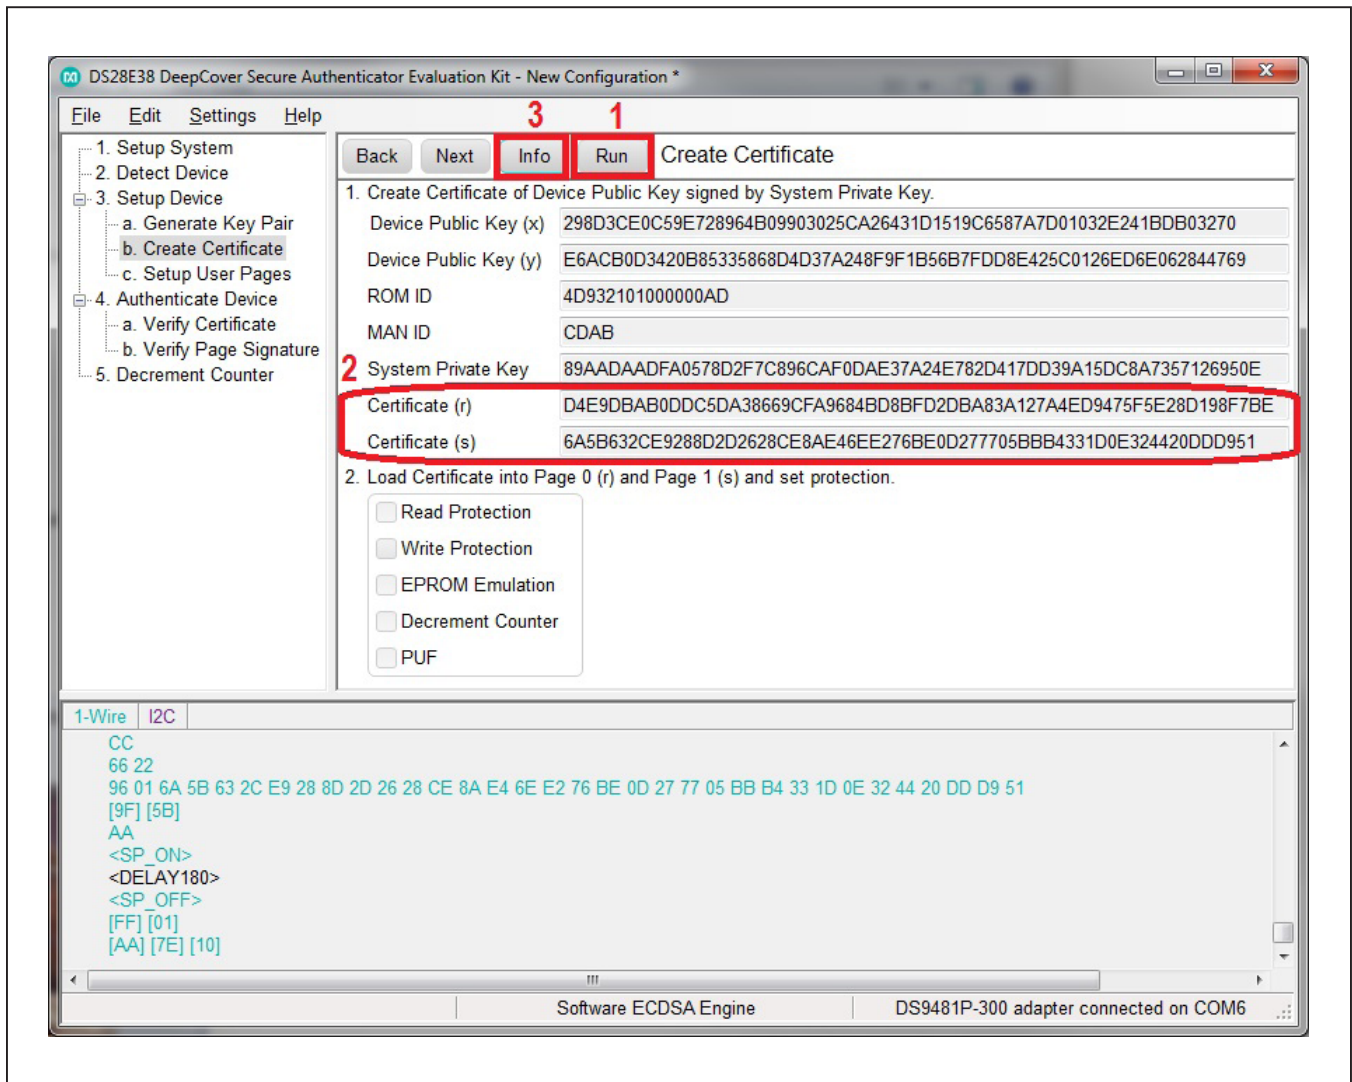 DS28E38 DeepCover Secure Authenticator Evaluation Kit - New Configuration *
File Edit Settings Help
3 1
1. Setup System
2. Detect Device
3. Setup Device
a. Generate Key Pair
b. Create Certificate
c. Setup User Pages
4. Authenticate Device
a. Verify Certificate
b. Verify Page Signature
5. Decrement Counter
Back Next Info Run Create Certificate
1. Create Certificate of Device Public Key signed by System Private Key.
Device Public Key (x) 298D3CE0C59E728964B09903025CA26431D1519C6587A7D01032E241BDB03270
Device Public Key (y) E6ACB0D3420B85335868D4D37A248F9F1B56B7FDD8E425C0126ED6E062844769
ROM ID 4D932101000000AD
MAN ID CDAB
2 System Private Key 89AADAADFA0578D2F7C896CAF0DAE37A24E782D417DD39A15DC8A7357126950E
Certificate (r) D4E9DBAB0DDC5DA38669CFA9684BD8BFD2DBA83A127A4ED9475F5E28D198F7BE
Certificate (s) 6A5B632CE9288D2D2628CE8AE46EE276BE0D277705BBB4331D0E324420DDD951
2. Load Certificate into Page 0 (r) and Page 1 (s) and set protection.
Read Protection
Write Protection
EPROM Emulation
Decrement Counter
PUF
1-Wire I2C
CC
66 22
96 01 6A 5B 63 2C E9 28 8D 2D 26 28 CE 8A E4 6E E2 76 BE 0D 27 77 05 BB B4 33 1D 0E 32 44 20 DD D9 51
[9F] [5B]
AA
<SP_ON>
<DELAY180>
<SP_OFF>
[FF] [01]
[AA] [7E] [10]
Software ECDSA Engine DS9481P-300 adapter connected on COM6